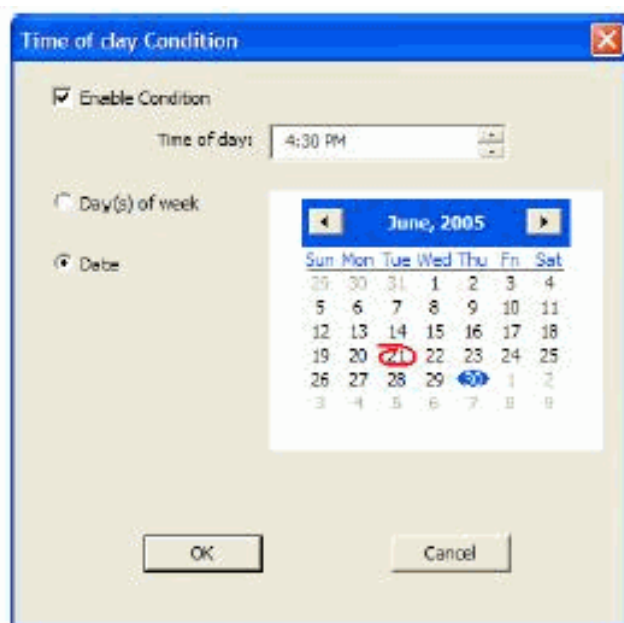 Time of clay Condition
Enable Condition
Time of day: 4:30 PM
Day(s) of week
June, 2005
Date
Sun Mon Tue Wed Thu Fri Sat
29 30 31 1 2 3 4
5 6 7 8 9 10 11
12 13 14 15 16 17 18
19 20 21 22 23 24 25
26 27 28 29 30 1 2
3 4 5 6 7 8 9
OK Cancel